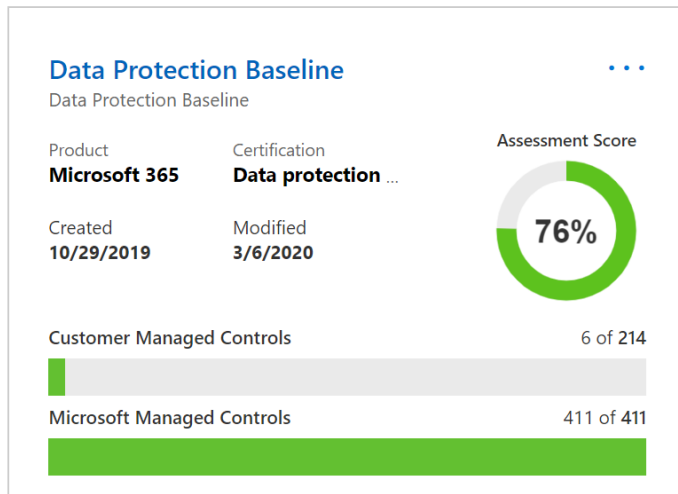 Data Protection Baseline
Data Protection Baseline
Product
Microsoft 365
Certification
Data protection ...
Assessment Score
76%
Created
10/29/2019
Modified
3/6/2020
Customer Managed Controls 6 of 214
Microsoft Managed Controls 411 of 411